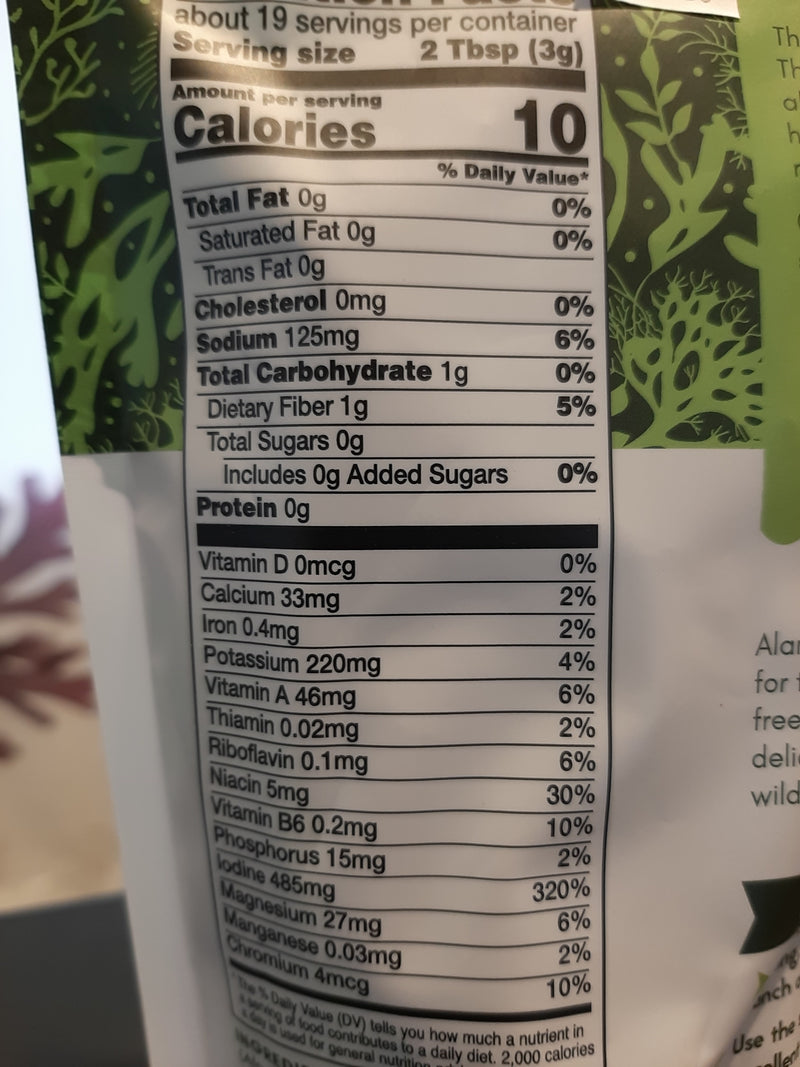 about 19 servings per container
Serving size 2 Tbsp (3g)
Amount per serving
Calories 10
% Daily Value*
Total Fat 0g 0%
Saturated Fat 0g 0%
Trans Fat 0g
Cholesterol 0mg 0%
Sodium 125mg 6%
Total Carbohydrate 1g 0%
Dietary Fiber 1g 5%
Total Sugars 0g
Includes 0g Added Sugars 0%
Protein 0g
Vitamin D 0mcg 0%
Calcium 33mg 2%
Iron 0.4mg 2%
Potassium 220mg 4%
Vitamin A 46mg 6%
Thiamin 0.02mg 2%
Riboflavin 0.1mg 6%
Niacin 5mg 30%
Vitamin B6 0.2mg 10%
Phosphorus 15mg 2%
Iodine 485mg 320%
Magnesium 27mg 6%
Manganese 0.03mg 2%
Chromium 4mcg 10%
*The % Daily Value (DV) tells you how much a nutrient in
a serving of food contributes to a daily diet. 2,000 calories
a day is used for general nutrition
for
free
wild
Use the